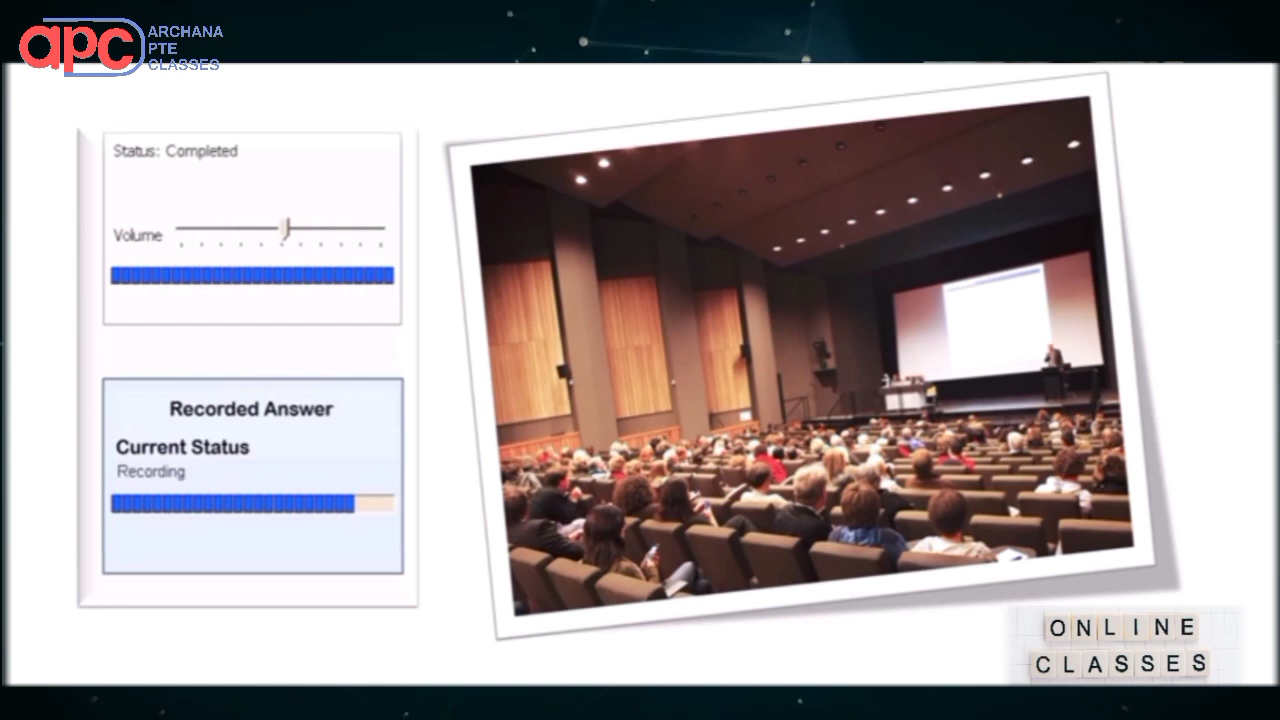 apc
ARCHANA
PTE
CLASSES
Status: Completed
Volume
Recorded Answer
Current Status
Recording
ONLINE
CLASSES